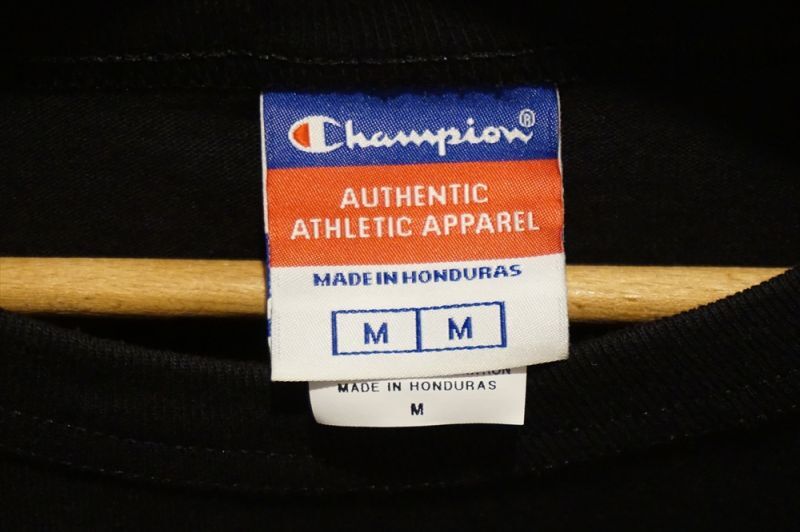 Champion®
AUTHENTIC
ATHLETIC APPAREL
MADE IN HONDURAS
M M
MADE IN HONDURAS
M